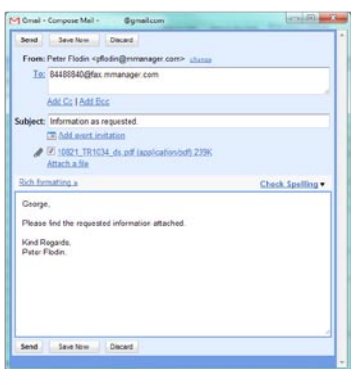 Gmail - Compose Mail - @gmail.com
Send Save Now Discard
From: Peter Flodin <pflodin@mmanager.com> change
To: 84488840@fax.mmanager.com
Add Cc | Add Bcc
Subject: Information as requested.
Add event invitation
10821_TR1034_ds.pdf (application/pdf) 239K
Attach a file
Rich formatting »
Check Spelling ▼
George,
Please find the requested information attached.
Kind Regards,
Peter Flodin.
Send Save Now Discard